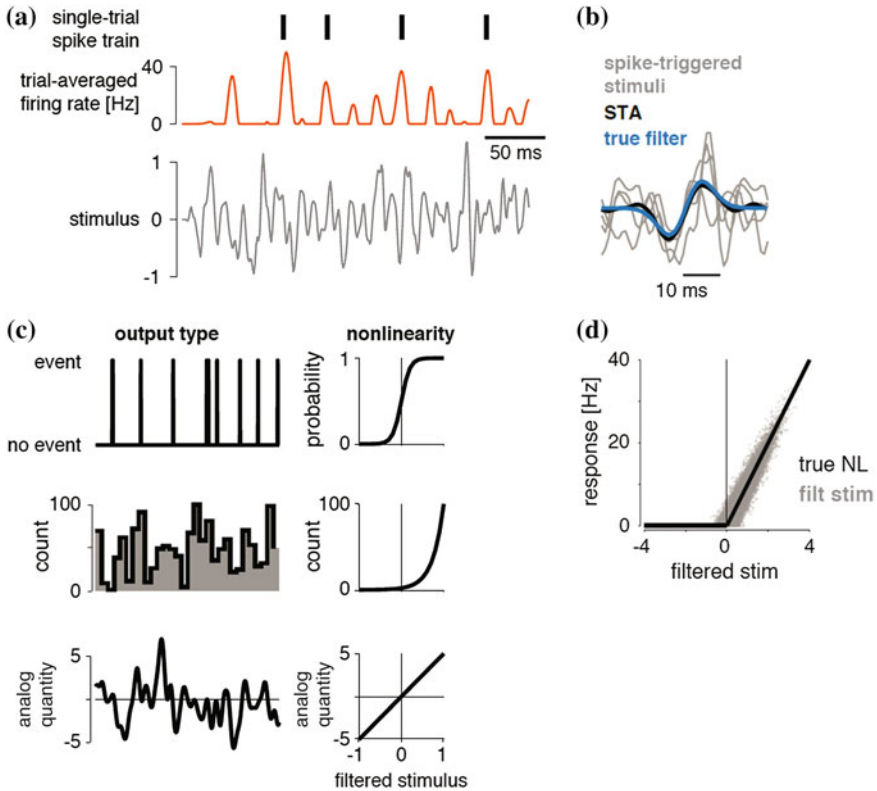 (a)
single-trial
spike train
trial-averaged
firing rate [Hz]
40
0
50 ms
1
stimulus
0
-1
(b)
spike-triggered
stimuli
STA
true filter
10 ms
(c)
output type
nonlinearity
event
no event
probability
1
0
count
100
0
count
100
0
analog
quantity
5
-5
analog
quantity
5
-5
-1
0
1
filtered stimulus
(d)
response [Hz]
40
20
0
true NL
filt stim
-4
0
4
filtered stim